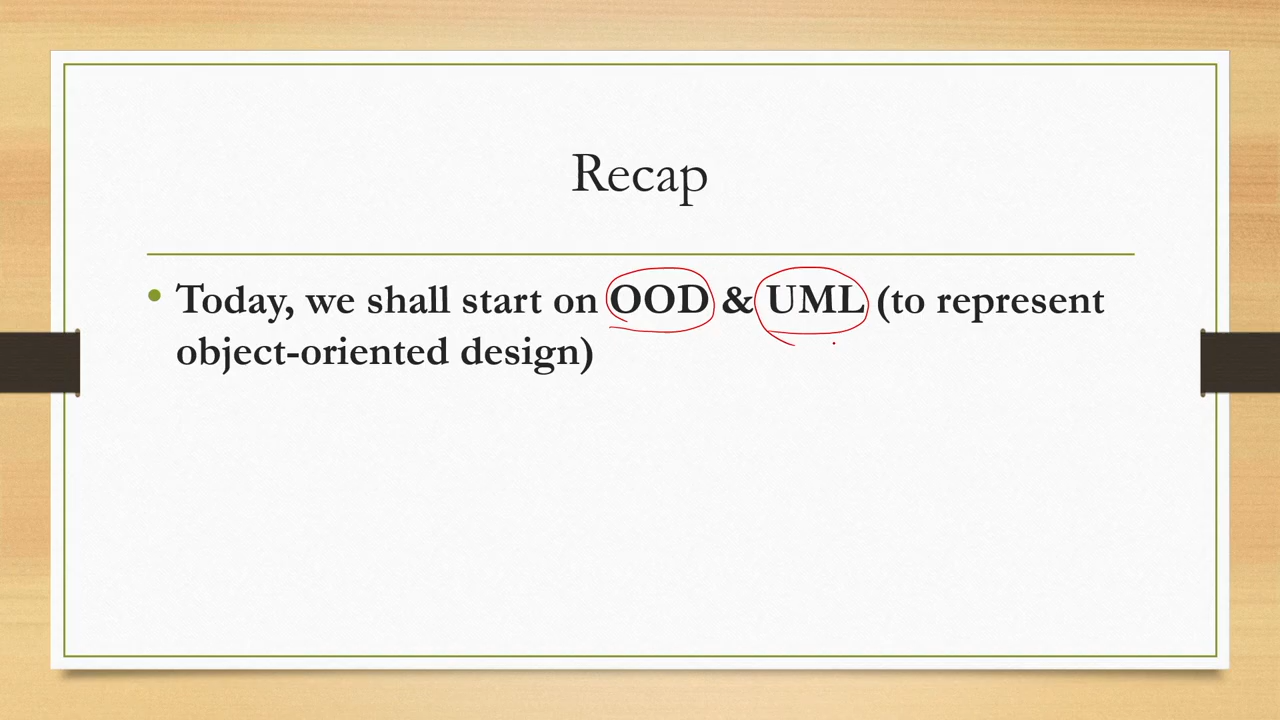 Recap
• Today, we shall start on OOD & UML (to represent
object-oriented design)